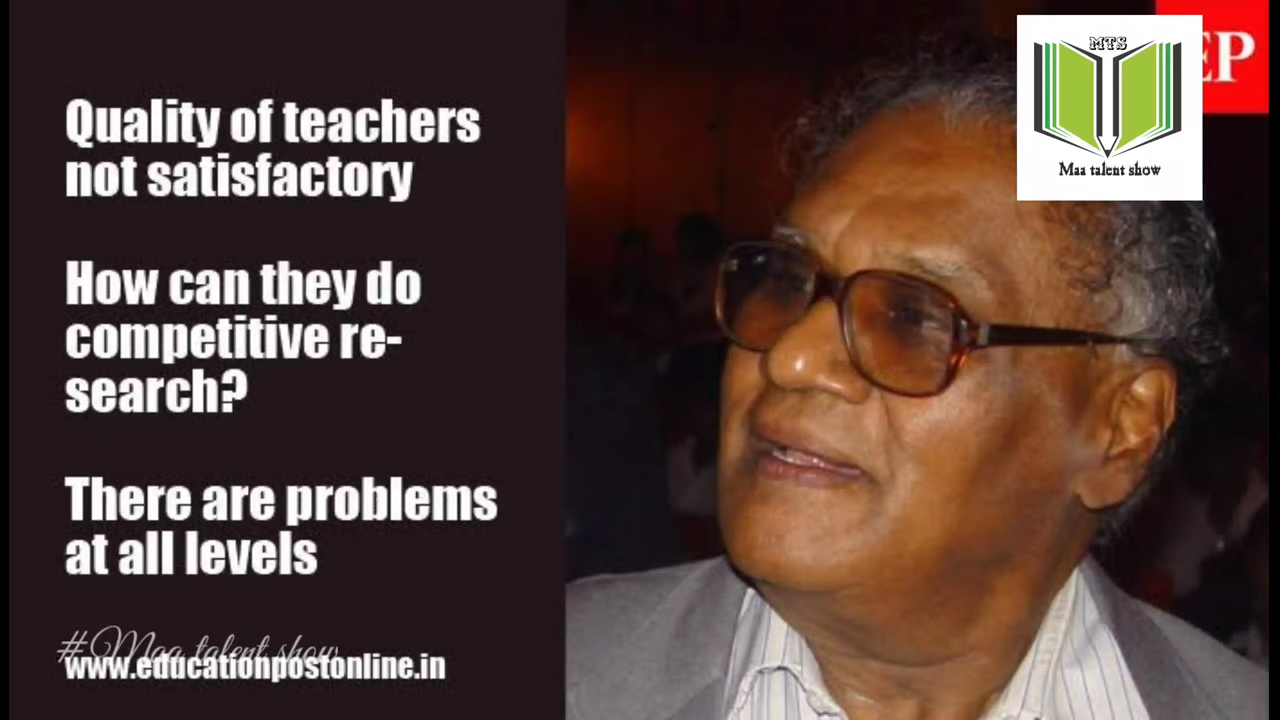 Quality of teachers
not satisfactory
How can they do
competitive re-
search?
There are problems
at all levels
#Maa talent show
www.educationpostonline.in
MTS
Maa talent show
EP